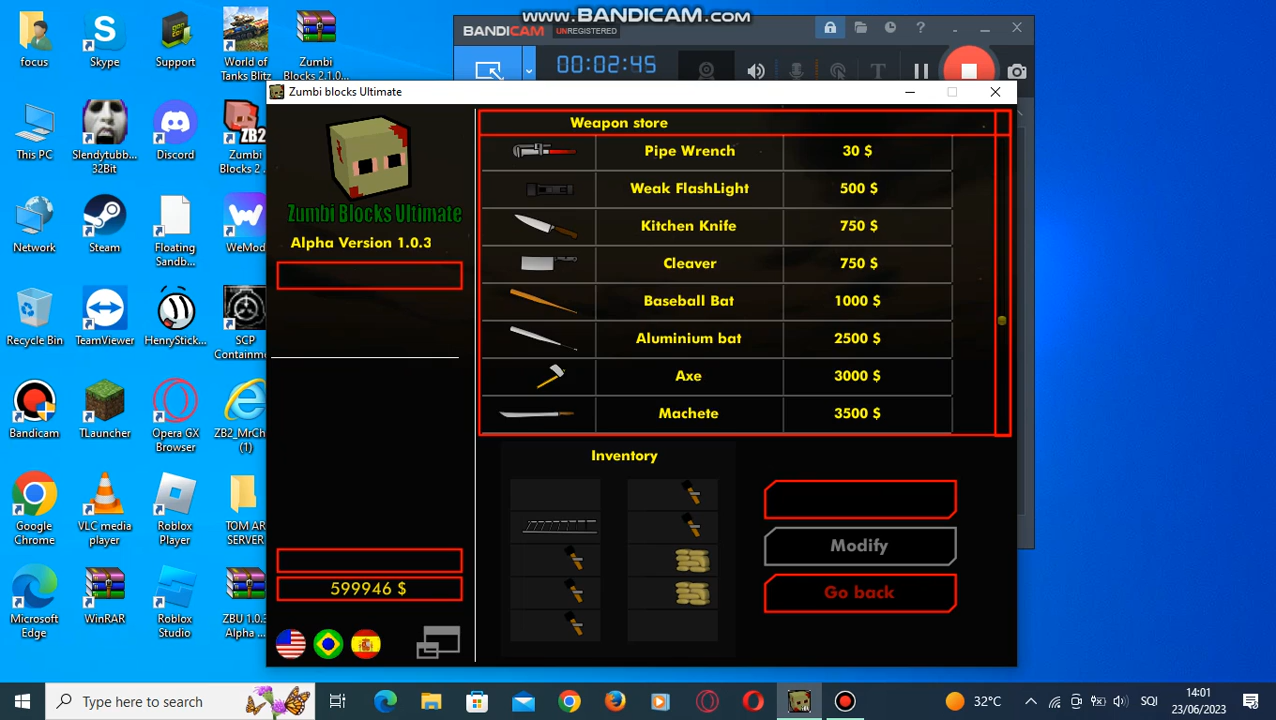 www.BANDICAM.com
BANDICAM UNREGISTERED
00:02:45
focus
Skype
Support
World of
Tanks Blitz
Zumbi
Blocks 2.1.0...
This PC
Slendytubb...
32Bit
Discord
Zumbi
Blocks 2 ...
ZB2
Network
Steam
Floating
Sandb...
WeMod
Recycle Bin
TeamViewer
HenryStick...
SCP
Containm...
Bandicam
TLauncher
Opera GX
Browser
ZB2_MrCh
(1)
Google
Chrome
VLC media
player
Roblox
Player
TOM AR
SERVER
Microsoft
Edge
WinRAR
Roblox
Studio
ZBU 1.0.3
Alpha ...
Zumbi blocks Ultimate
Zumbi Blocks Ultimate
Alpha Version 1.0.3
599946 $
Weapon store
Pipe Wrench 30 $
Weak FlashLight 500 $
Kitchen Knife 750 $
Cleaver 750 $
Baseball Bat 1000 $
Aluminium bat 2500 $
Axe 3000 $
Machete 3500 $
Inventory
Modify
Go back
Type here to search
32°C
SQI
14:01
23/06/2023